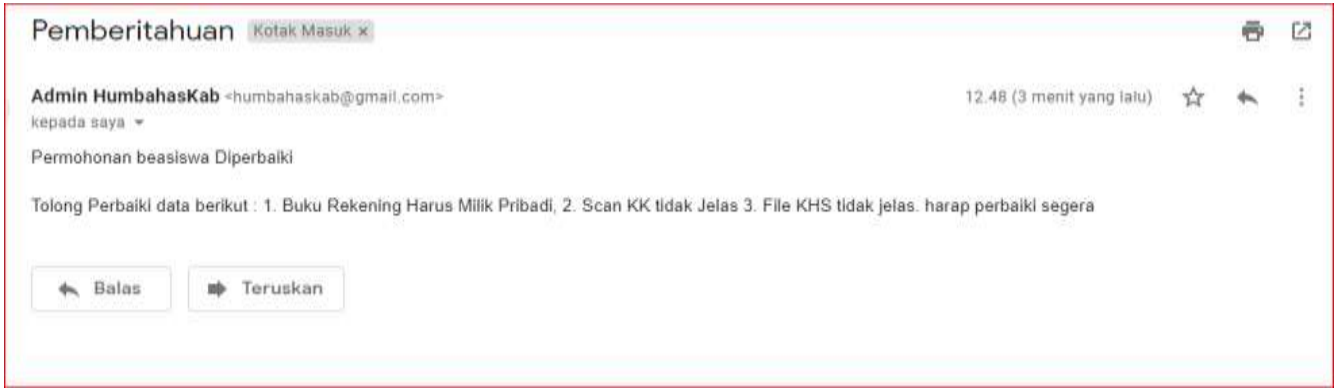 Pemberitahuan Kotak Masuk x
Admin HumbahasKab <humbahaskab@gmail.com> 12.48 (3 menit yang lalu)
kepada saya
Permohonan beasiswa Diperbaiki
Tolong Perbaiki data berikut : 1. Buku Rekening Harus Milik Pribadi, 2. Scan KK tidak Jelas 3. File KHS tidak jelas. harap perbaiki segera
Balas Teruskan